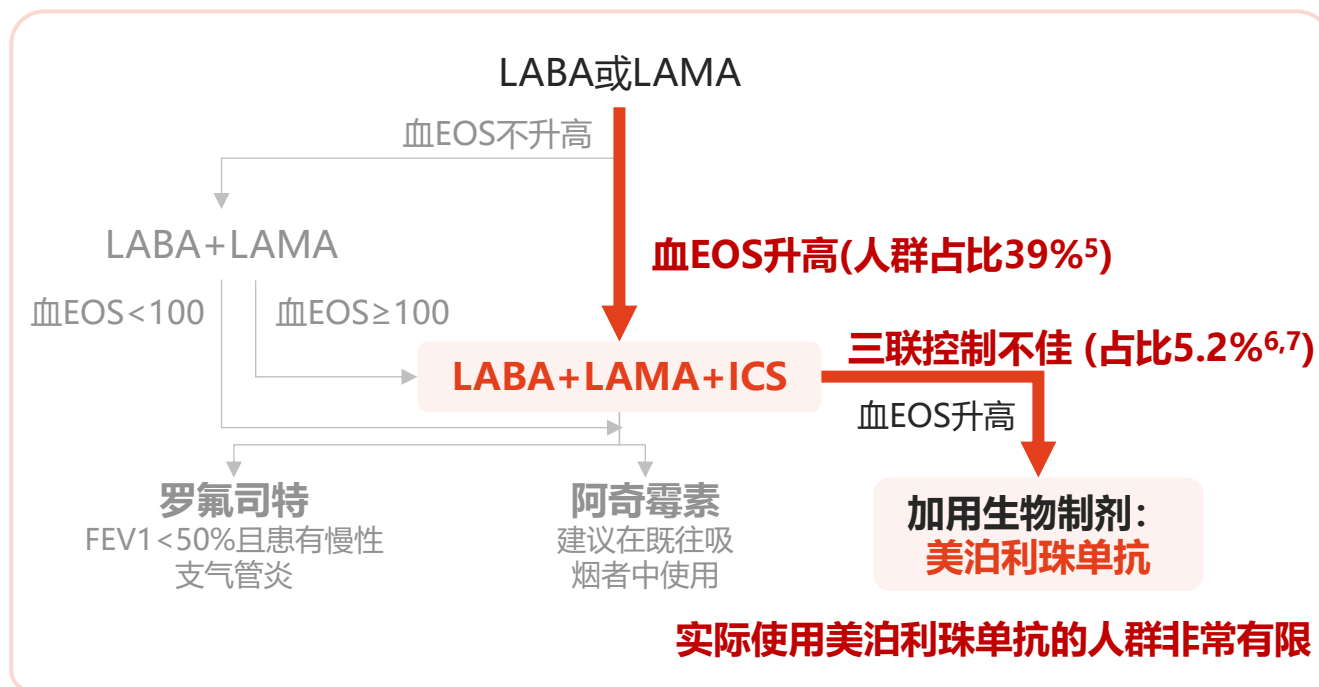 LABA或LAMA
血EOS不升高
LABA+LAMA
血EOS升高(人群占比39%⁵)
血EOS<100
血EOS≥100
三联控制不佳 (占比5.2%⁶,⁷)
LABA+LAMA+ICS
血EOS升高
罗氟司特
FEV1<50%且患有慢性
支气管炎
阿奇霉素
建议在既往吸
烟者中使用
加用生物制剂：
美泊利珠单抗
实际使用美泊利珠单抗的人群非常有限